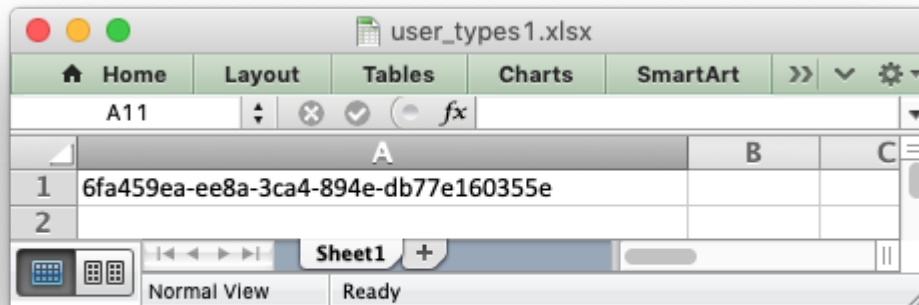 user_types1.xlsx
Home Layout Tables Charts SmartArt
A11 fx
A B C
1 6fa459ea-ee8a-3ca4-894e-db77e160355e
2
Sheet1 +
Normal View Ready